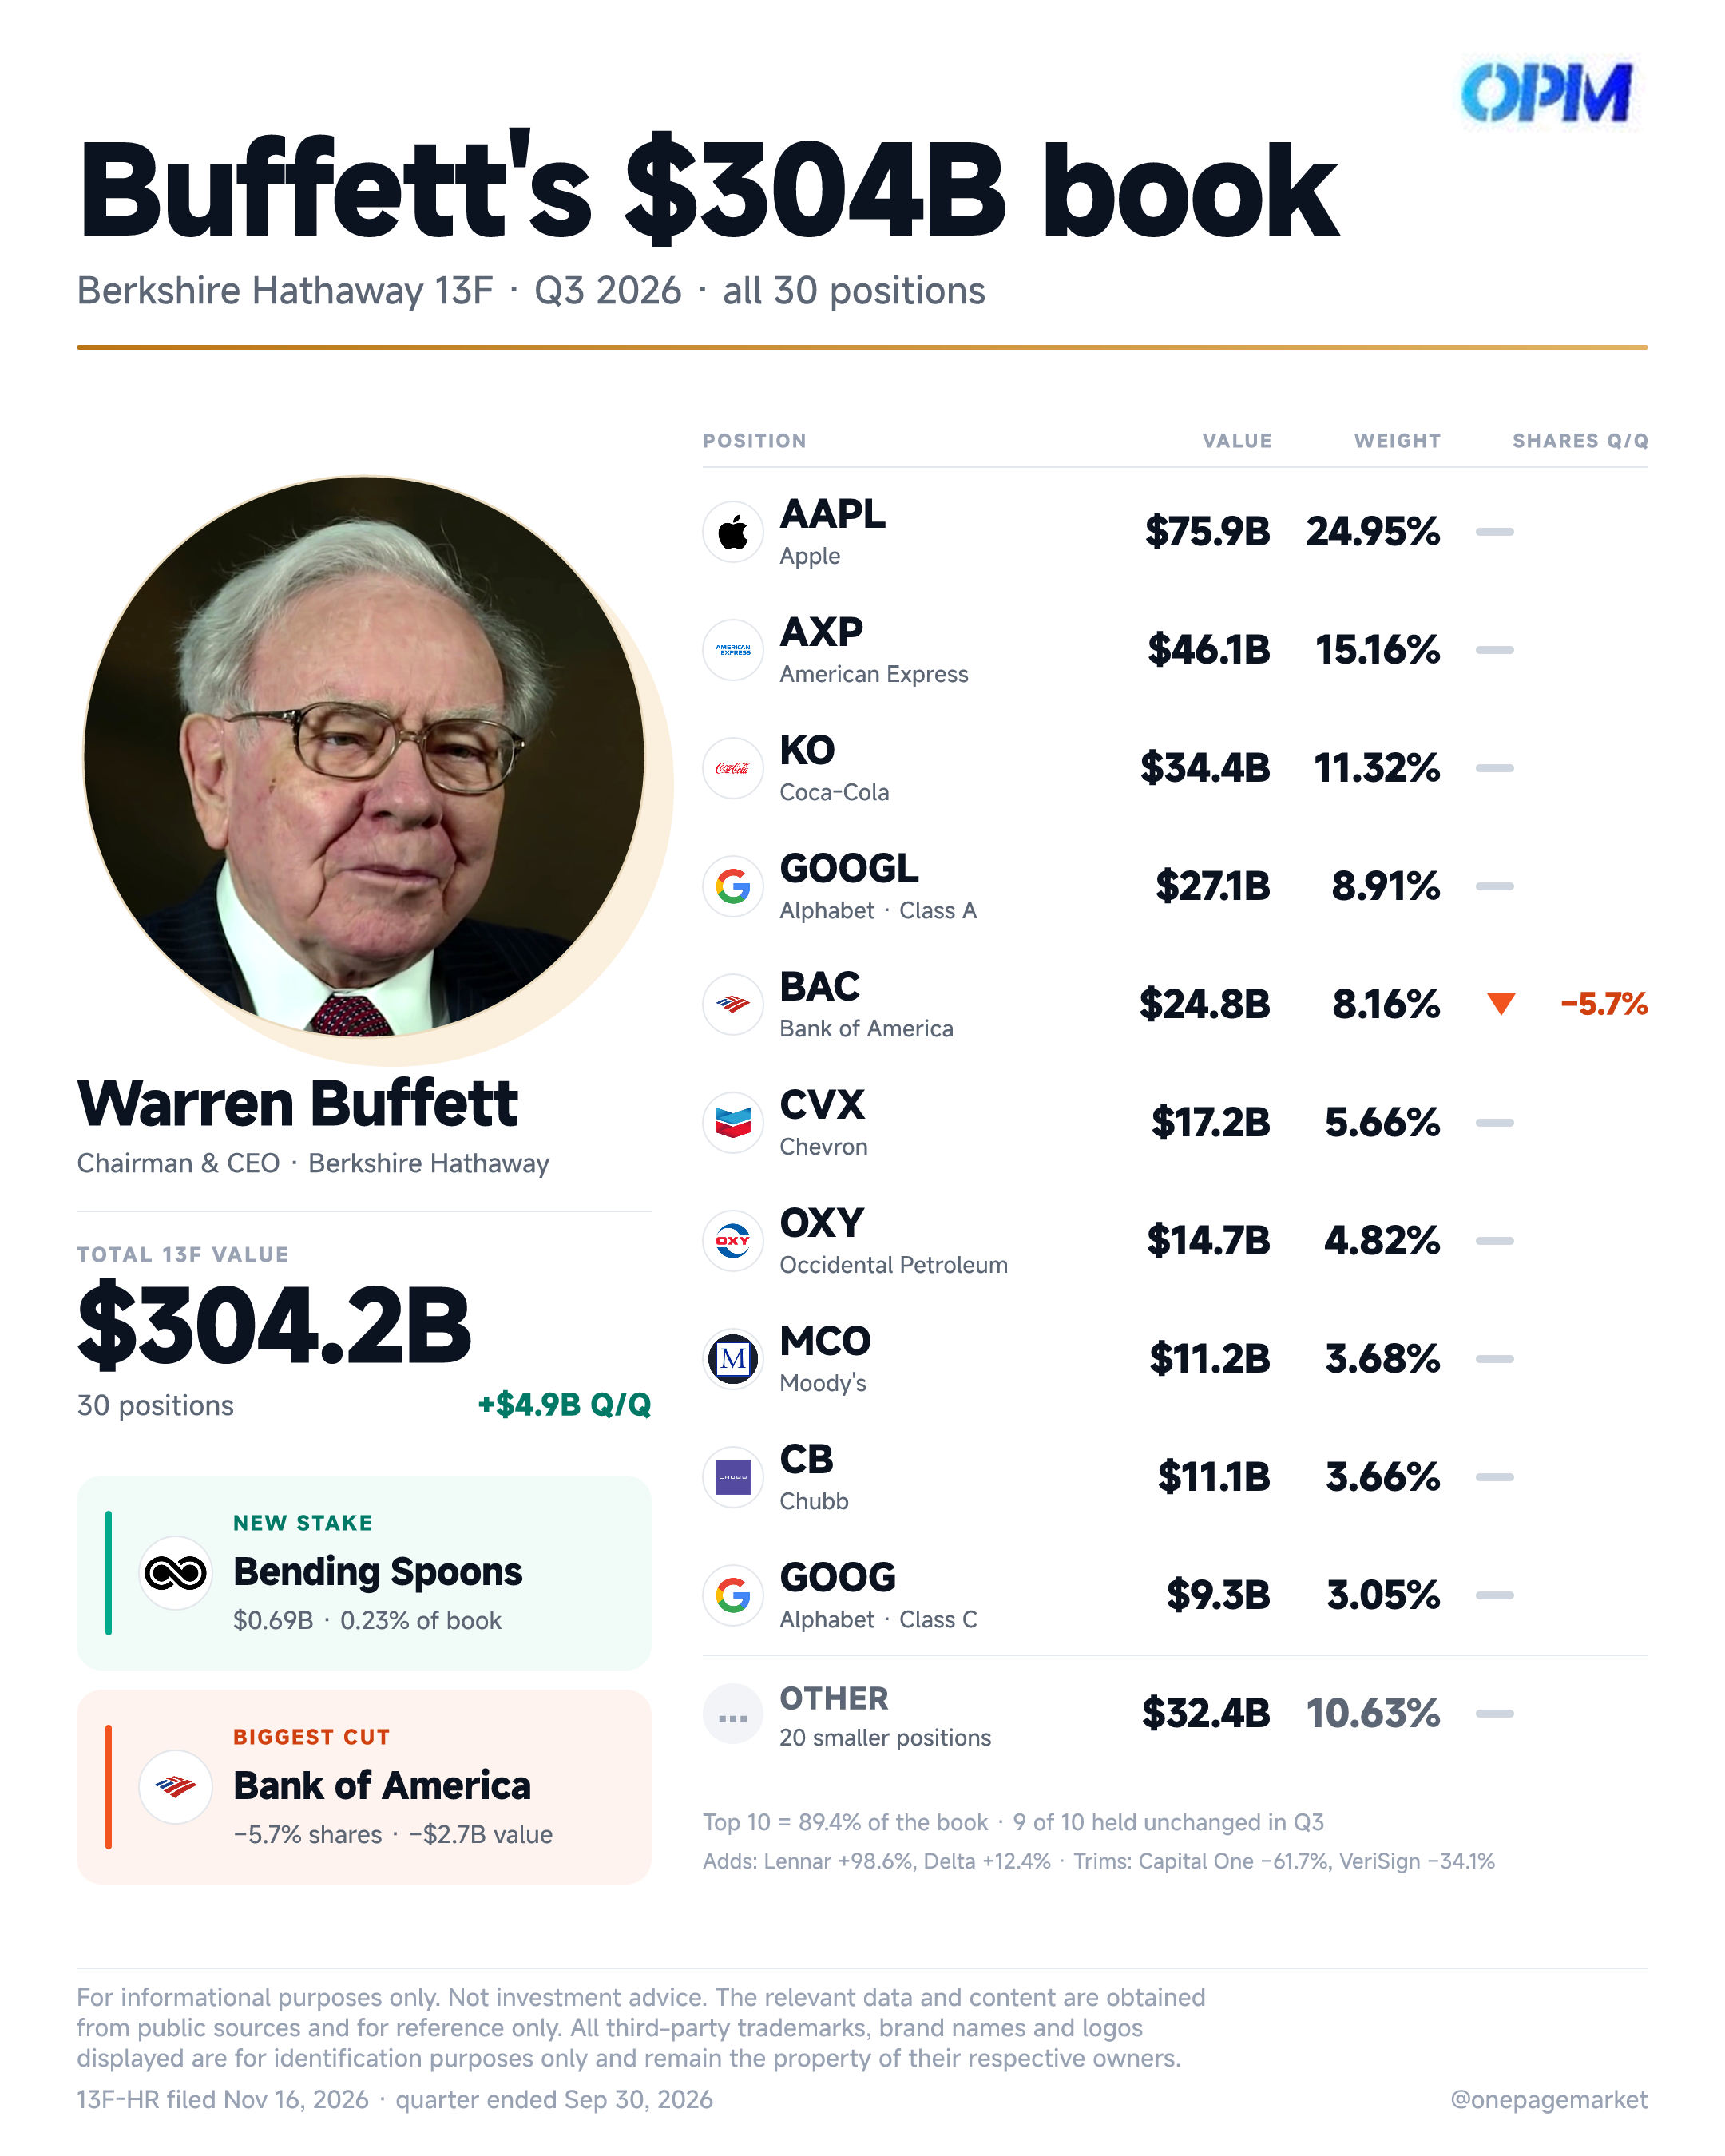 OPM
Buffett's $304B book
Berkshire Hathaway 13F · Q3 2026 · all 30 positions
Warren Buffett
Chairman & CEO · Berkshire Hathaway
TOTAL 13F VALUE
$304.2B
30 positions +$4.9B Q/Q
NEW STAKE
Bending Spoons
$0.69B · 0.23% of book
BIGGEST CUT
Bank of America
−5.7% shares · −$2.7B value
POSITION VALUE WEIGHT SHARES Q/Q
AAPL $75.9B 24.95% —
Apple
AMERICAN
EXPRESS
AXP $46.1B 15.16% —
American Express
Coca-Cola
KO $34.4B 11.32% —
Coca-Cola
G
GOOGL $27.1B 8.91% —
Alphabet · Class A
BAC $24.8B 8.16% ▼ −5.7%
Bank of America
CVX $17.2B 5.66% —
Chevron
OXY
OXY $14.7B 4.82% —
Occidental Petroleum
M
MCO $11.2B 3.68% —
Moody's
CHUBB
CB $11.1B 3.66% —
Chubb
G
GOOG $9.3B 3.05% —
Alphabet · Class C
...
OTHER $32.4B 10.63% —
20 smaller positions
Top 10 = 89.4% of the book · 9 of 10 held unchanged in Q3
Adds: Lennar +98.6%, Delta +12.4% · Trims: Capital One −61.7%, VeriSign −34.1%
For informational purposes only. Not investment advice. The relevant data and content are obtained
from public sources and for reference only. All third-party trademarks, brand names and logos
displayed are for identification purposes only and remain the property of their respective owners.
13F-HR filed Nov 16, 2026 · quarter ended Sep 30, 2026
@onepagemarket